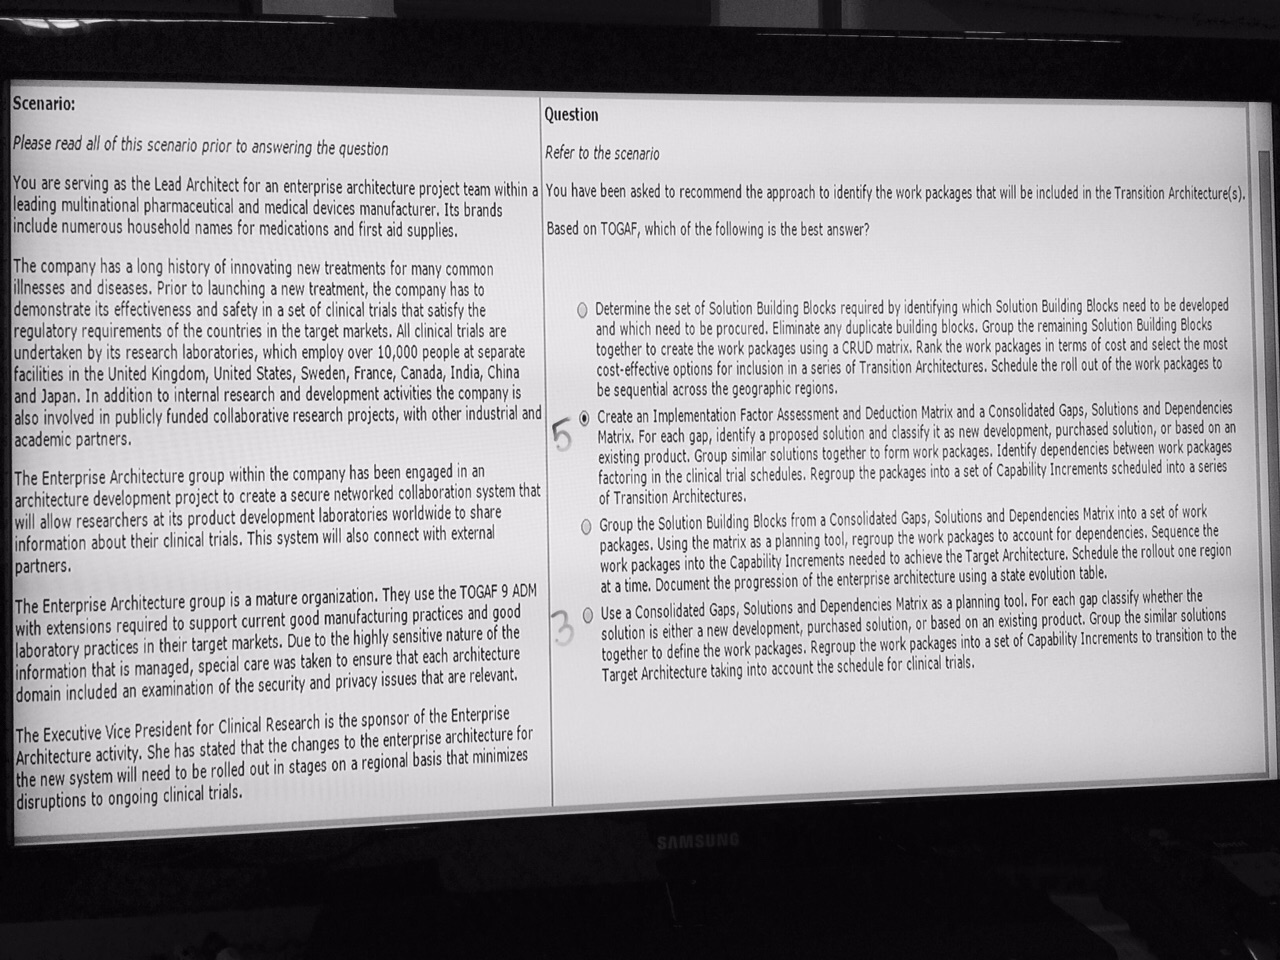 Scenario:
Please read all of this scenario prior to answering the question
You are serving as the Lead Architect for an enterprise architecture project team within a
leading multinational pharmaceutical and medical devices manufacturer. Its brands
include numerous household names for medications and first aid supplies.
The company has a long history of innovating new treatments for many common
illnesses and diseases. Prior to launching a new treatment, the company has to
demonstrate its effectiveness and safety in a set of clinical trials that satisfy the
regulatory requirements of the countries in the target markets. All clinical trials are
undertaken by its research laboratories, which employ over 10,000 people at separate
facilities in the United Kingdom, United States, Sweden, France, Canada, India, China
and Japan. In addition to internal research and development activities the company is
also involved in publicly funded collaborative research projects, with other industrial and
academic partners.
The Enterprise Architecture group within the company has been engaged in an
architecture development project to create a secure networked collaboration system that
will allow researchers at its product development laboratories worldwide to share
information about their clinical trials. This system will also connect with external
partners.
The Enterprise Architecture group is a mature organization. They use the TOGAF 9 ADM
with extensions required to support current good manufacturing practices and good
laboratory practices in their target markets. Due to the highly sensitive nature of the
information that is managed, special care was taken to ensure that each architecture
domain included an examination of the security and privacy issues that are relevant.
The Executive Vice President for Clinical Research is the sponsor of the Enterprise
Architecture activity. She has stated that the changes to the enterprise architecture for
the new system will need to be rolled out in stages on a regional basis that minimizes
disruptions to ongoing clinical trials.
Question
Refer to the scenario
You have been asked to recommend the approach to identify the work packages that will be included in the Transition Architecture(s).
Based on TOGAF, which of the following is the best answer?
Determine the set of Solution Building Blocks required by identifying which Solution Building Blocks need to be developed
and which need to be procured. Eliminate any duplicate building blocks. Group the remaining Solution Building Blocks
together to create the work packages using a CRUD matrix. Rank the work packages in terms of cost and select the most
cost-effective options for inclusion in a series of Transition Architectures. Schedule the roll out of the work packages to
be sequential across the geographic regions.
5
Create an Implementation Factor Assessment and Deduction Matrix and a Consolidated Gaps, Solutions and Dependencies
Matrix. For each gap, identify a proposed solution and classify it as new development, purchased solution, or based on an
existing product. Group similar solutions together to form work packages. Identify dependencies between work packages
factoring in the clinical trial schedules. Regroup the packages into a set of Capability Increments scheduled into a series
of Transition Architectures.
Group the Solution Building Blocks from a Consolidated Gaps, Solutions and Dependencies Matrix into a set of work
packages. Using the matrix as a planning tool, regroup the work packages to account for dependencies. Sequence the
work packages into the Capability Increments needed to achieve the Target Architecture. Schedule the rollout one region
at a time. Document the progression of the enterprise architecture using a state evolution table.
3
Use a Consolidated Gaps, Solutions and Dependencies Matrix as a planning tool. For each gap classify whether the
solution is either a new development, purchased solution, or based on an existing product. Group the similar solutions
together to define the work packages. Regroup the work packages into a set of Capability Increments to transition to the
Target Architecture taking into account the schedule for clinical trials.
SAMSUNG